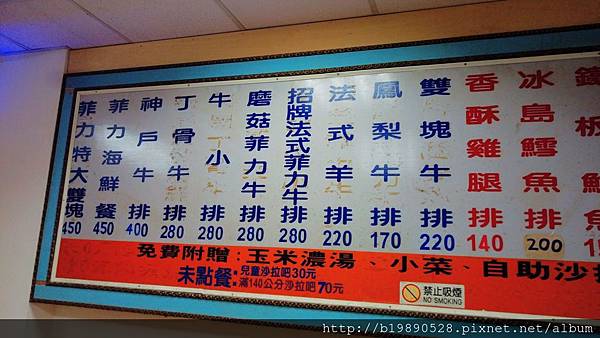 菲力特大雙塊 450
菲力海鮮餐 450
神戶牛排 400
丁骨牛排 280
牛小排 280
磨菇菲力牛排 280
招牌法式菲力牛排 280
法式羊排 220
鳳梨牛排 170
雙塊牛排 220
香酥雞腿排 140
冰島鱈魚排 200
鐵板魚
免費附贈：玉米濃湯、小菜、自助沙
未點餐：兒童沙拉吧30元
滿140公分沙拉吧70元
禁止吸煙
NO SMOKING
http://b19890528.pixnet.net/album